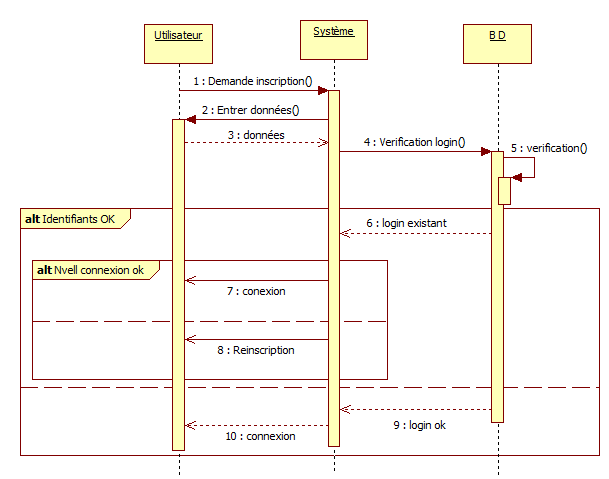 Utilisateur
Système
B D
1 : Demande inscription()
2 : Entrer données()
3 : données
4 : Verification login()
5 : verification()
alt Identifiants OK
6 : login existant
alt Nvell connexion ok
7 : conexion
8 : Reinscription
9 : login ok
10 : connexion